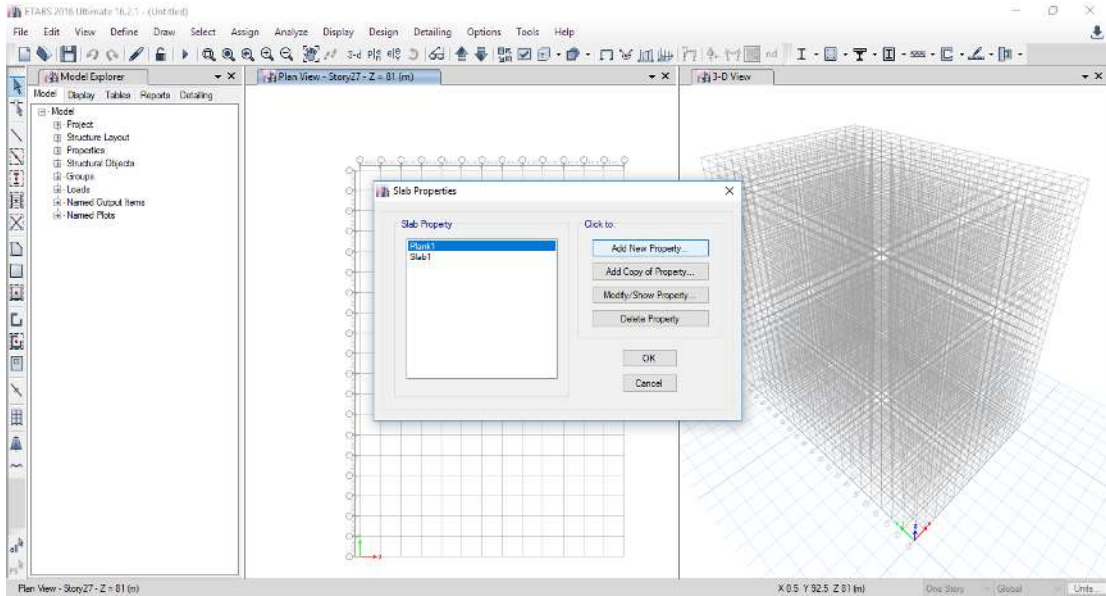 ETABS 2016 Ultimate 16.2.1 - (Untitled)
File Edit View Define Draw Select Assign Analyze Display Design Detailing Options Tools Help
Model Explorer
Plan View - Story27 - Z = 81 (m)
3-D View
Model Display Tables Reports Detailing
Model
Project
Structure Layout
Properties
Structural Objects
Groups
Loads
Named Output Items
Named Plots
Slab Properties
Slab Property
Plank1
Slab1
Click to:
Add New Property...
Add Copy of Property...
Modify/Show Property...
Delete Property
OK
Cancel
Plan View - Story27 - Z = 81 (m)
X 0.5 Y 92.5 Z 81 (m)
One Story
Global
Units...